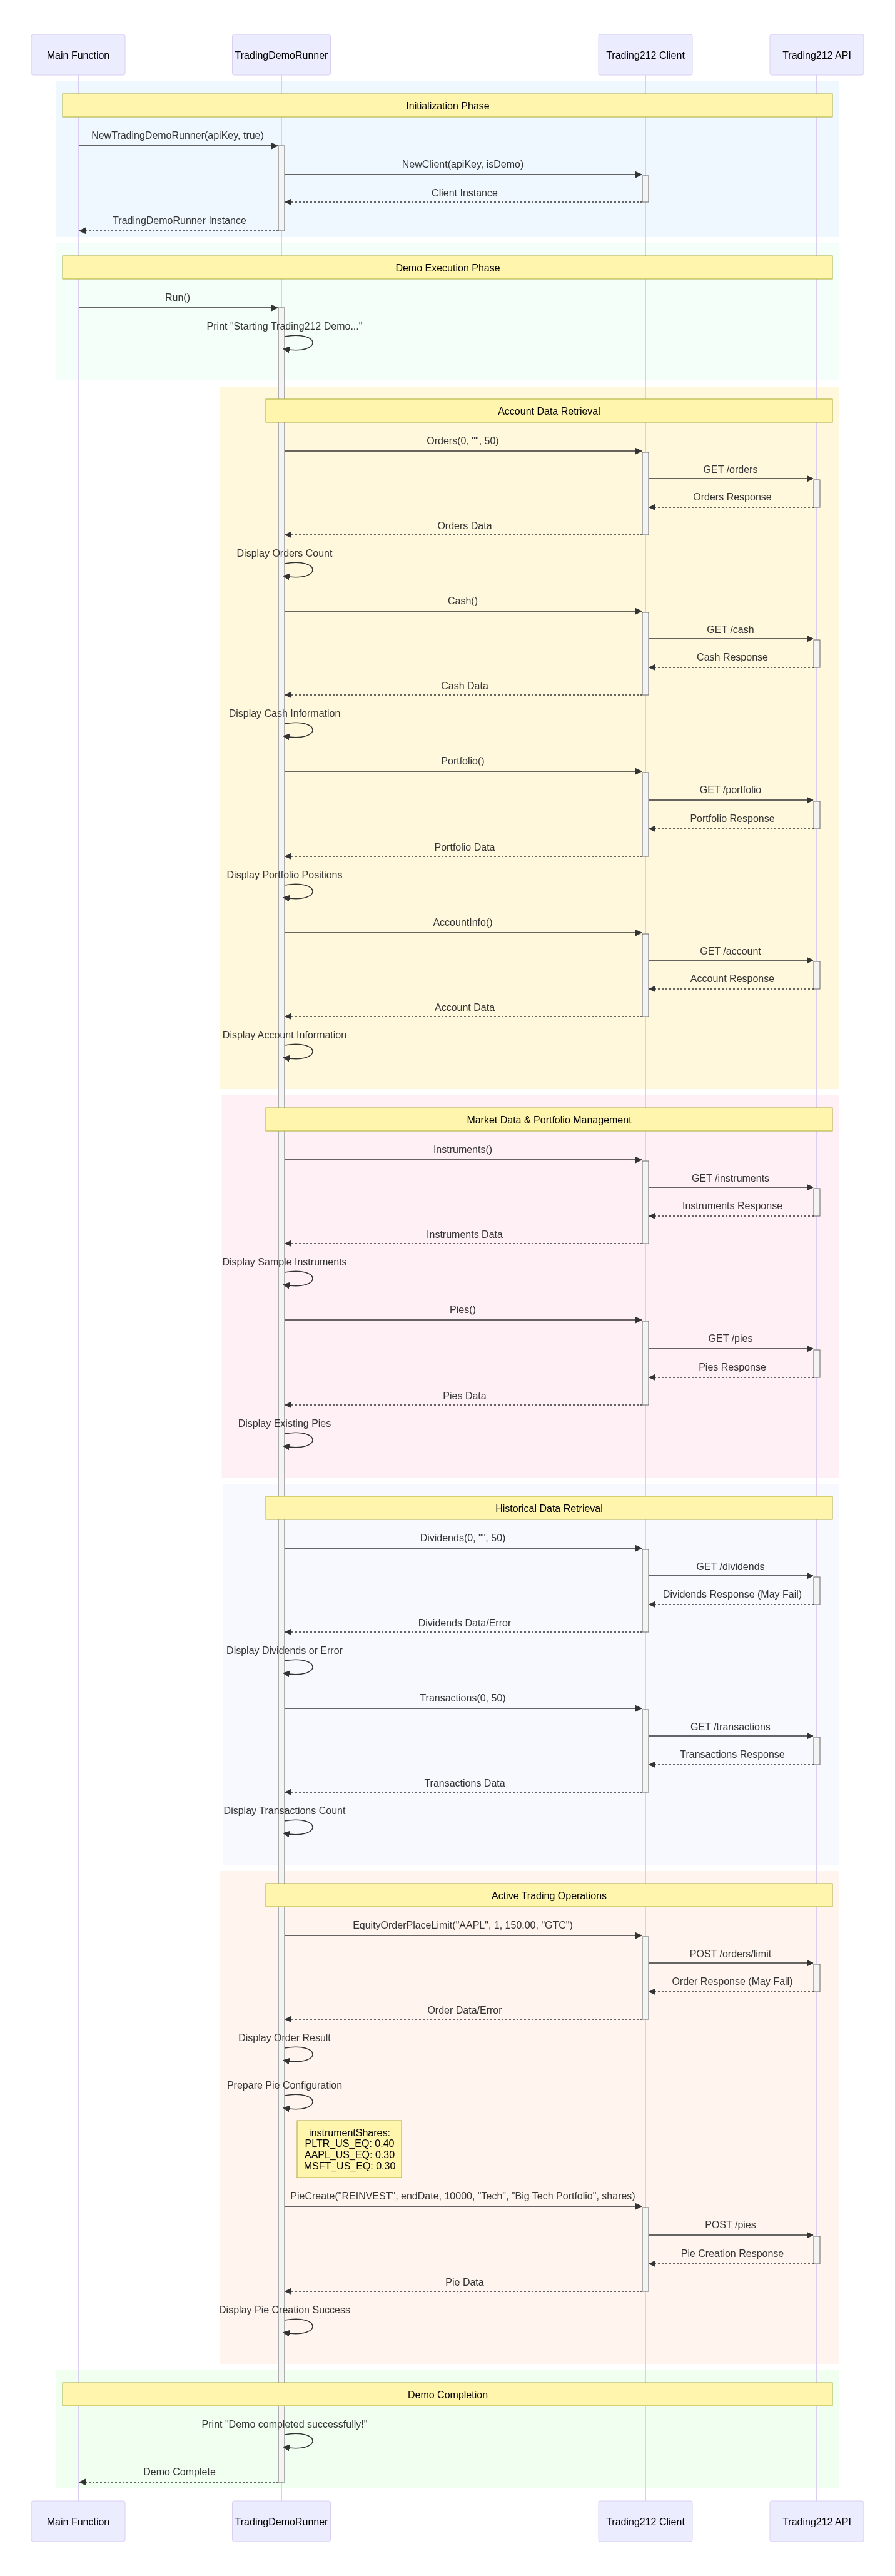 Main Function
TradingDemoRunner
Trading212 Client
Trading212 API
Initialization Phase
NewTradingDemoRunner(apiKey, true)
NewClient(apiKey, isDemo)
Client Instance
TradingDemoRunner Instance
Demo Execution Phase
Run()
Print "Starting Trading212 Demo..."
Account Data Retrieval
Orders(0, "", 50)
GET /orders
Orders Response
Orders Data
Display Orders Count
Cash()
GET /cash
Cash Response
Cash Data
Display Cash Information
Portfolio()
GET /portfolio
Portfolio Response
Portfolio Data
Display Portfolio Positions
AccountInfo()
GET /account
Account Response
Account Data
Display Account Information
Market Data & Portfolio Management
Instruments()
GET /instruments
Instruments Response
Instruments Data
Display Sample Instruments
Pies()
GET /pies
Pies Response
Pies Data
Display Existing Pies
Historical Data Retrieval
Dividends(0, "", 50)
GET /dividends
Dividends Response (May Fail)
Dividends Data/Error
Display Dividends or Error
Transactions(0, 50)
GET /transactions
Transactions Response
Transactions Data
Display Transactions Count
Active Trading Operations
EquityOrderPlaceLimit("AAPL", 1, 150.00, "GTC")
POST /orders/limit
Order Response (May Fail)
Order Data/Error
Display Order Result
Prepare Pie Configuration
instrumentShares:
PLTR_US_EQ: 0.40
AAPL_US_EQ: 0.30
MSFT_US_EQ: 0.30
PieCreate("REINVEST", endDate, 10000, "Tech", "Big Tech Portfolio", shares)
POST /pies
Pie Creation Response
Pie Data
Display Pie Creation Success
Demo Completion
Print "Demo completed successfully!"
Demo Complete
Main Function
TradingDemoRunner
Trading212 Client
Trading212 API